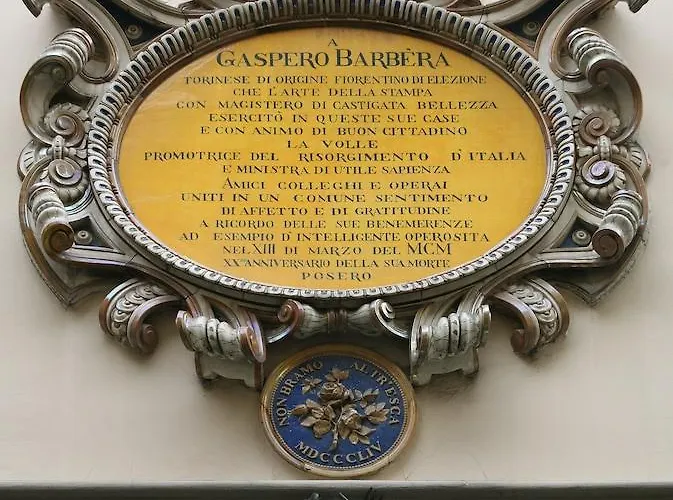 A
GASPERO BARBÈRA
TORINESE DI ORIGINE FIORENTINO DI ELEZIONE
CHE L'ARTE DELLA STAMPA
CON MAGISTERO DI CASTIGATA BELLEZZA
ESERCITÒ IN QUESTE SUE CASE
E CON ANIMO DI BUON CITTADINO
LA VOLLE
PROMOTRICE DEL RISORGIMENTO D'ITALIA
E MINISTRA DI UTILE SAPIENZA
AMICI COLLEGHI E OPERAI
UNITI IN UN COMUNE SENTIMENTO
DI AFFETTO E DI GRATITUDINE
A RICORDO DELLE SUE BENEMERENZE
AD ESEMPIO D'INTELLIGENTE OPEROSITÀ
NEL XIII DI MARZO DEL MCM
XX^MO ANNIVERSARIO DELLA SUA MORTE
POSERO
NON BRAMO ALTR'ESCA
MDCCCLIV